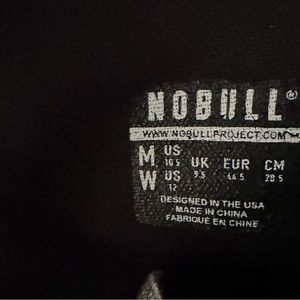 NOBULL®
WWW.NOBULLPROJECT.COM
M US 10.5 UK 9.5 EUR 44.5 CM 28.5
W US 12
DESIGNED IN THE USA
MADE IN CHINA
FABRIQUÉ EN CHINE